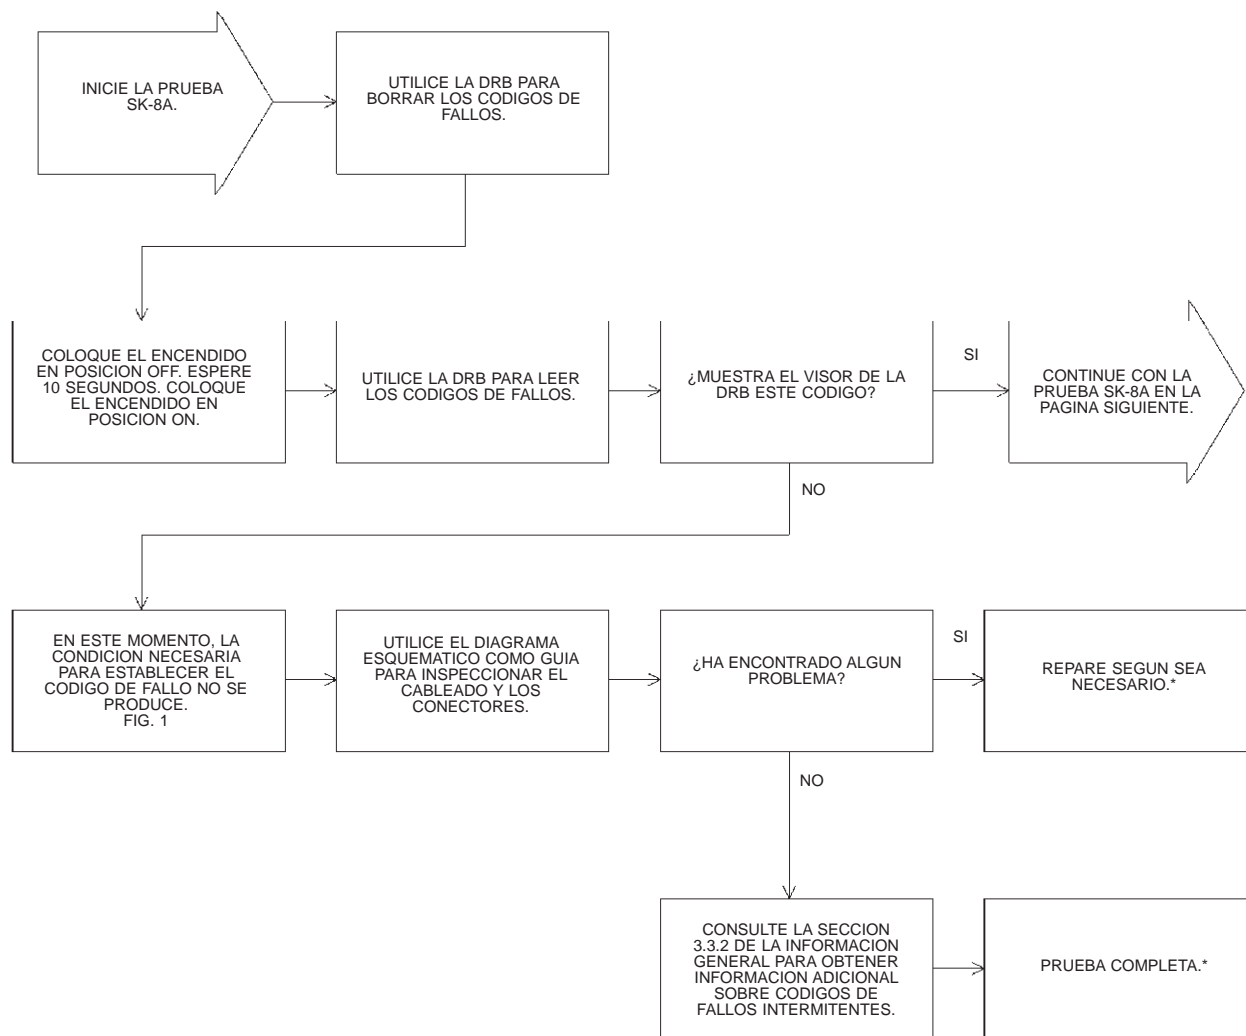 INICIE LA PRUEBA
SK-8A.
UTILICE LA DRB PARA
BORRAR LOS CODIGOS DE
FALLOS.
COLOQUE EL ENCENDIDO
EN POSICION OFF. ESPERE
10 SEGUNDOS. COLOQUE
EL ENCENDIDO EN
POSICION ON.
UTILICE LA DRB PARA LEER
LOS CODIGOS DE FALLOS.
¿MUESTRA EL VISOR DE LA
DRB ESTE CODIGO?
SI
CONTINUE CON LA
PRUEBA SK-8A EN LA
PAGINA SIGUIENTE.
NO
EN ESTE MOMENTO, LA
CONDICION NECESARIA
PARA ESTABLECER EL
CODIGO DE FALLO NO SE
PRODUCE.
FIG. 1
UTILICE EL DIAGRAMA
ESQUEMATICO COMO GUIA
PARA INSPECCIONAR EL
CABLEADO Y LOS
CONECTORES.
¿HA ENCONTRADO ALGUN
PROBLEMA?
SI
REPARE SEGUN SEA
NECESARIO.*
NO
CONSULTE LA SECCION
3.3.2 DE LA INFORMACION
GENERAL PARA OBTENER
INFORMACION ADICIONAL
SOBRE CODIGOS DE
FALLOS INTERMITENTES.
PRUEBA COMPLETA.*